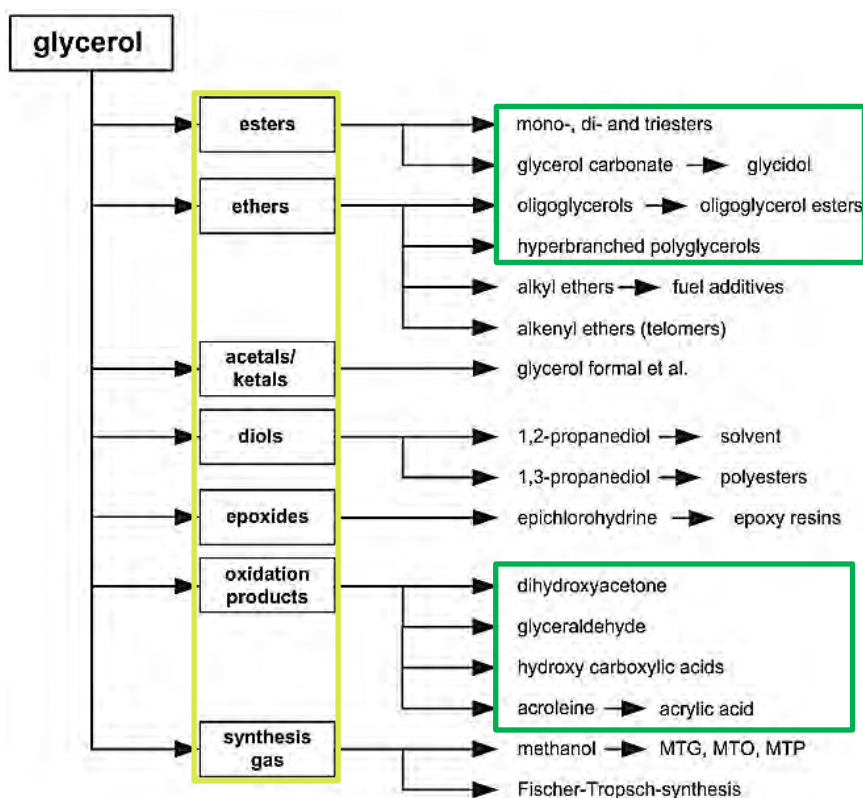 glycerol
esters
mono-, di- and triesters
glycerol carbonate
glycidol
ethers
oligoglycerols
oligoglycerol esters
hyperbranched polyglycerols
alkyl ethers
fuel additives
alkenyl ethers (telomers)
acetals/
ketals
glycerol formal et al.
diols
1,2-propanediol
solvent
1,3-propanediol
polyesters
epoxides
epichlorohydrine
epoxy resins
oxidation
products
dihydroxyacetone
glyceraldehyde
hydroxy carboxylic acids
acroleine
acrylic acid
synthesis
gas
methanol
MTG, MTO, MTP
Fischer-Tropsch-synthesis